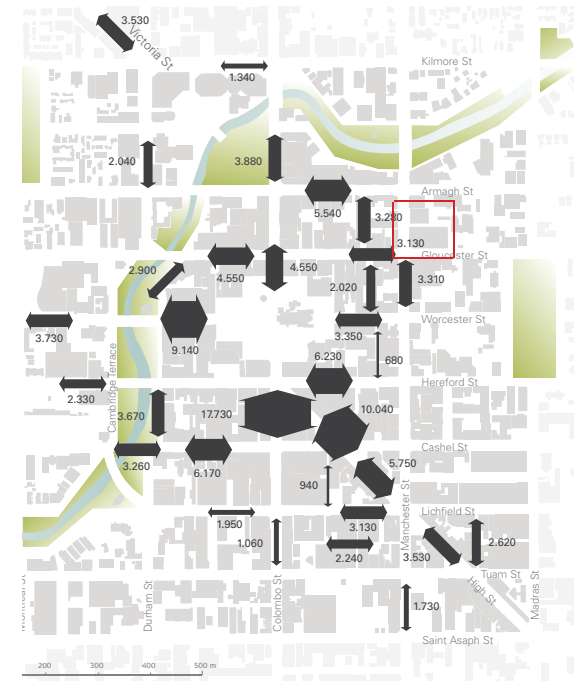 3.530
Victoria St
1.340
Kilmore St
2.040
3.880
Armagh St
5.540
3.280
3.130
Gloucester St
2.900
4.550
4.550
2.020
3.310
Worcester St
3.730
9.140
3.350
680
6.230
2.330
Hereford St
Cambridge Terrace
3.670
17.730
10.040
Cashel St
3.260
6.170
5.750
940
Manchester St
Lichfield St
1.950
1.060
3.130
2.240
3.530
2.620
Tuam St
High St
Madras St
Durham St
Colombo St
1.730
Saint Asaph St
200
300
400
500 m